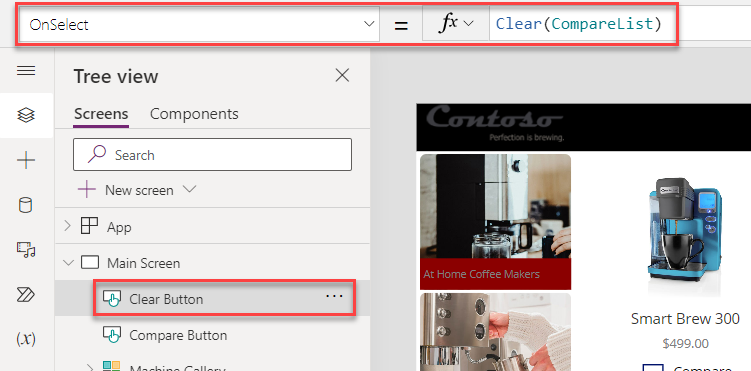 OnSelect
= fx Clear(CompareList)
Tree view
Screens Components
Search
New screen
App
Main Screen
Clear Button ...
Compare Button
Machine Gallery
(x)
Contoso
Perfection is brewing.
At Home Coffee Makers
Smart Brew 300
$499.00
Compare